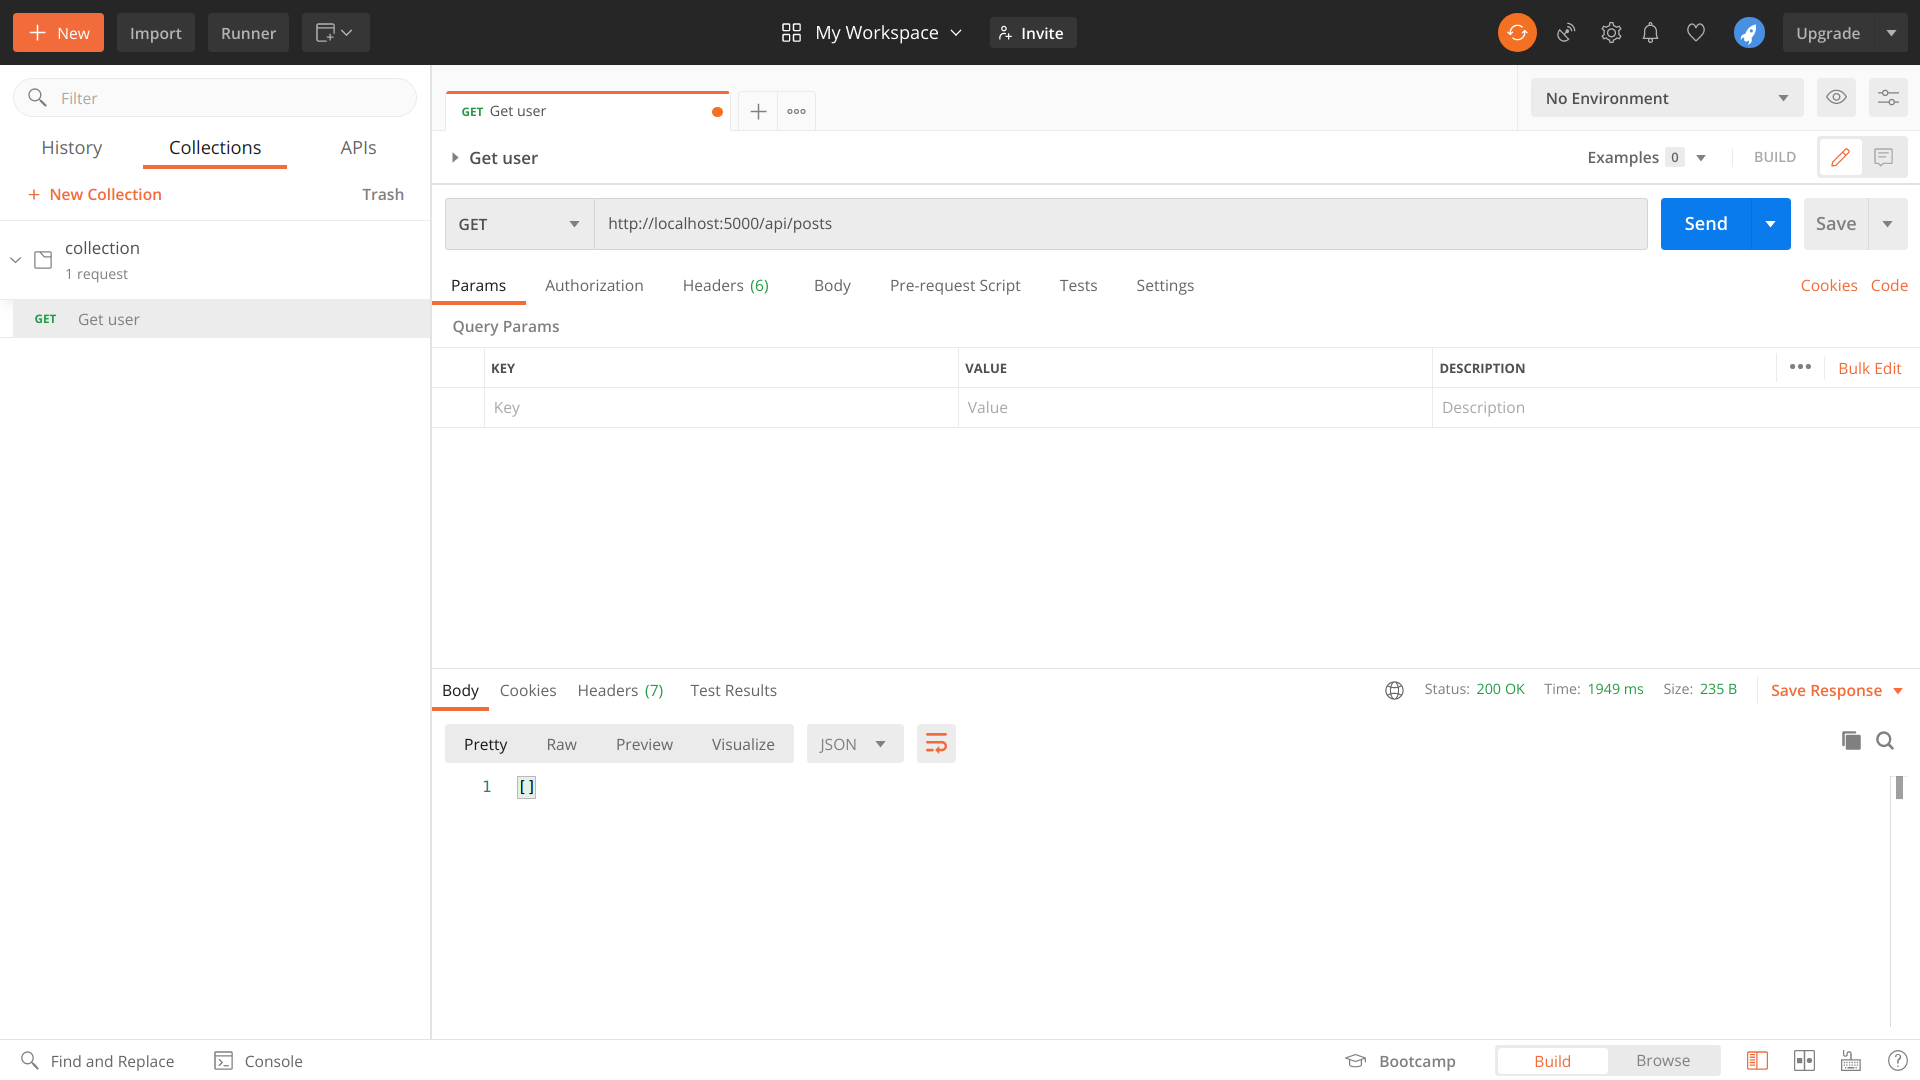 New
Import
Runner
My Workspace
Invite
Upgrade
Filter
History
Collections
APIs
+ New Collection
Trash
collection
1 request
GET Get user
GET Get user
No Environment
Get user
Examples 0
BUILD
GET
http://localhost:5000/api/posts
Send
Save
Params
Authorization
Headers (6)
Body
Pre-request Script
Tests
Settings
Cookies
Code
Query Params
KEY
VALUE
DESCRIPTION
Bulk Edit
Key
Value
Description
Body
Cookies
Headers (7)
Test Results
Status: 200 OK
Time: 1949 ms
Size: 235 B
Save Response
Pretty
Raw
Preview
Visualize
JSON
1 []
Find and Replace
Console
Bootcamp
Build
Browse